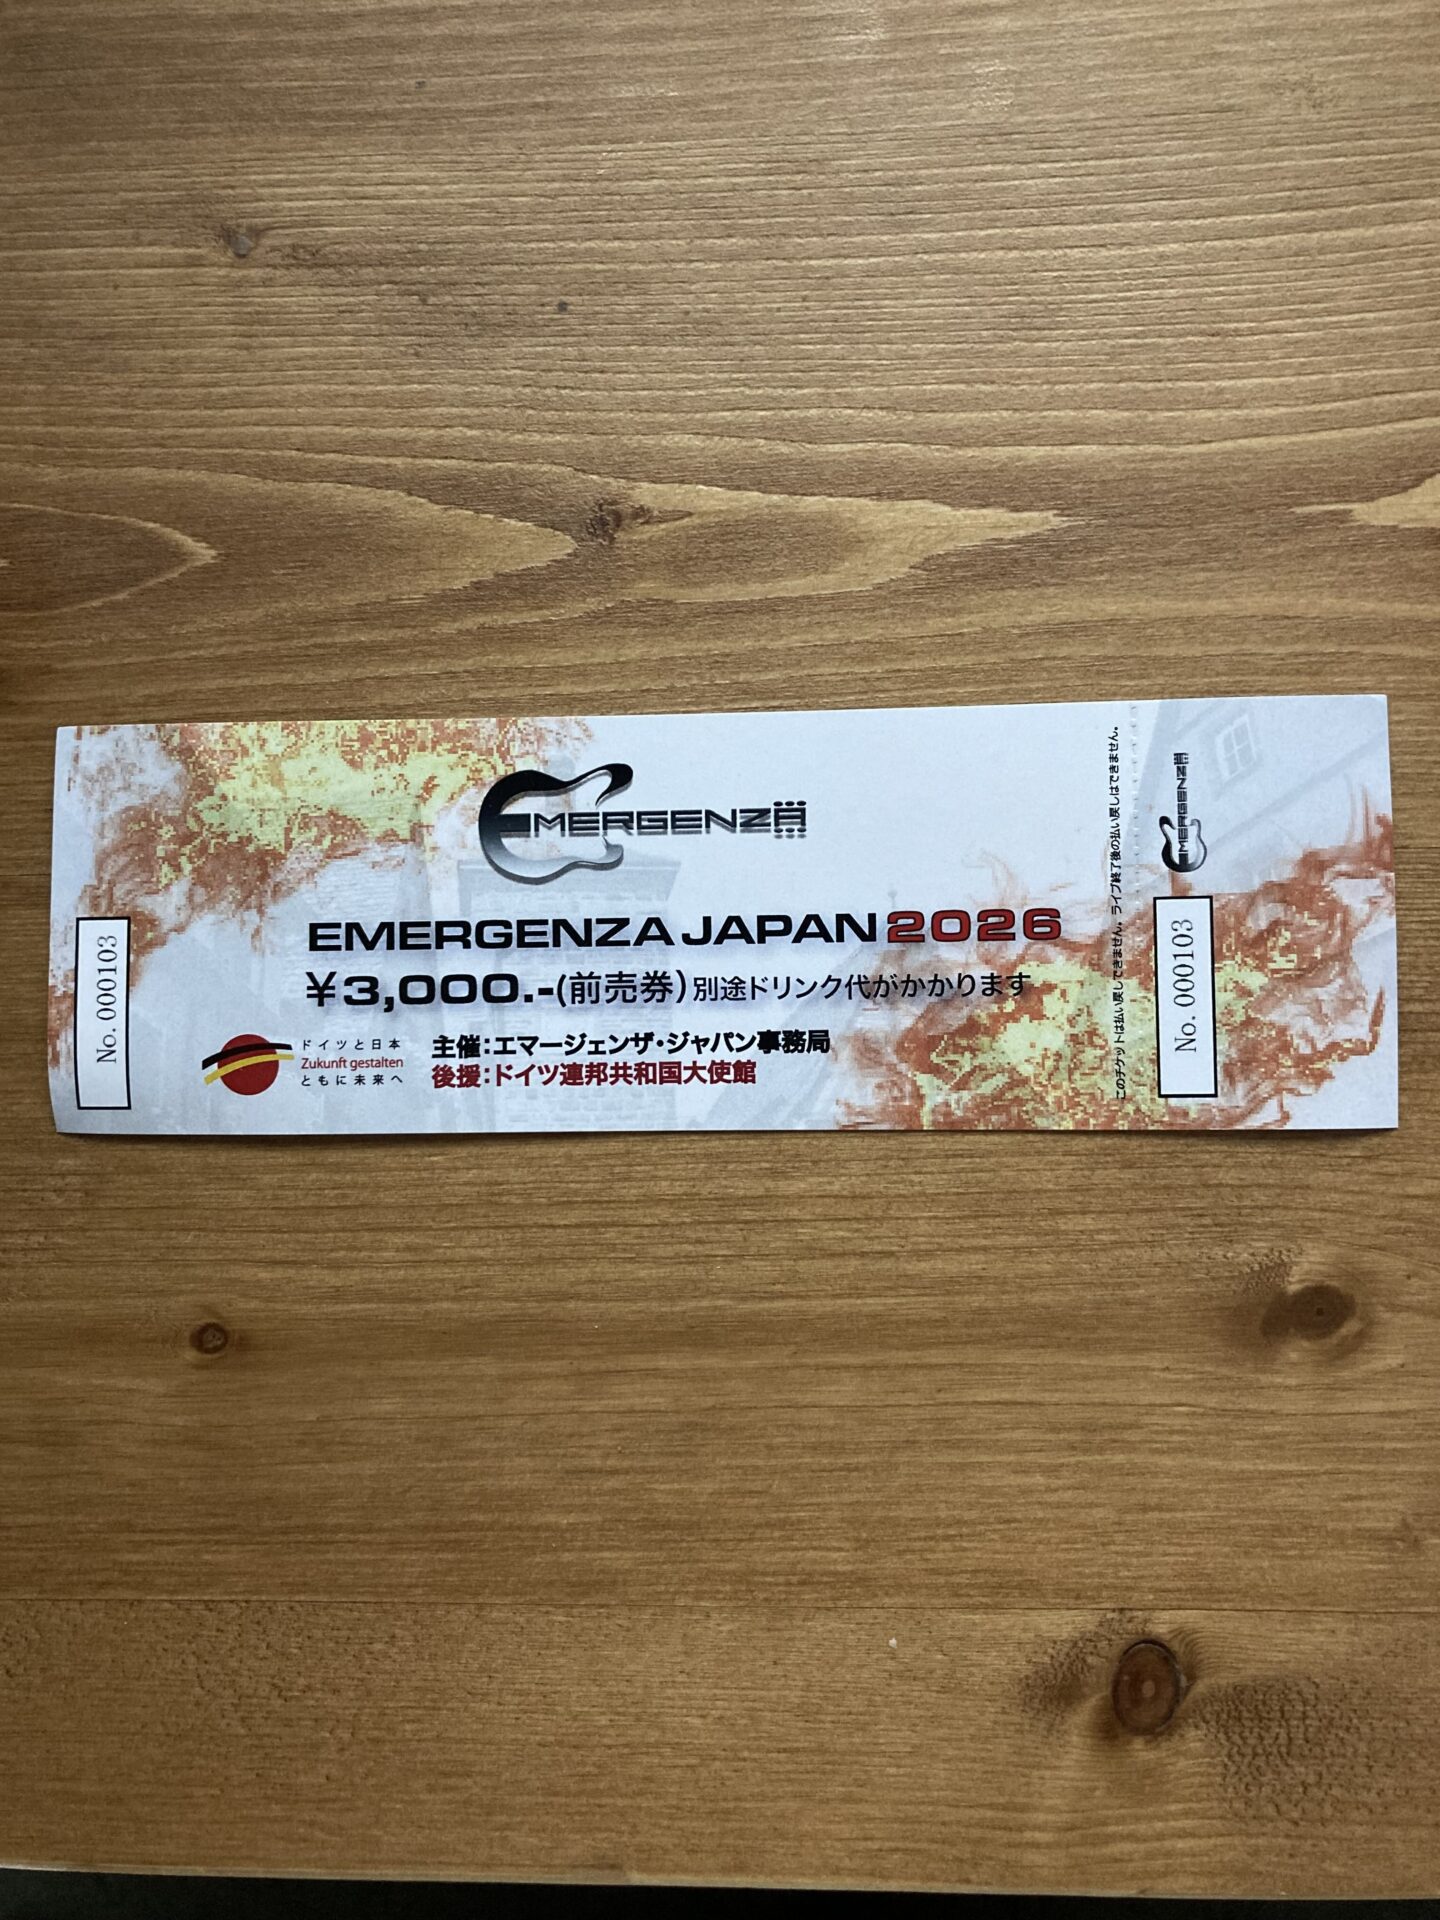 EMERGENZA
EMERGENZA JAPAN 2026
¥3,000.-(前売券)別途ドリンク代がかかります
ドイツと日本
Zukunft gestalten
ともに未来へ
主催:エマージェンザ・ジャパン事務局
後援:ドイツ連邦共和国大使館
No. 000103
このチケットは払い戻しできません。ライブ終了後の払い戻しはできません。
EMERGENZA
No. 000103